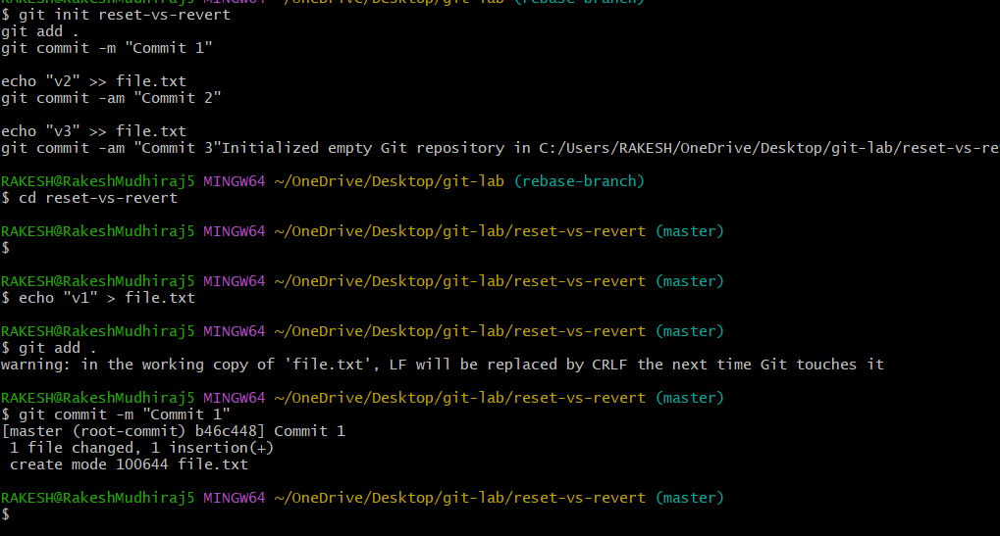 RAKESH@RakeshMudhiraj5 MINGW64 ~/OneDrive/Desktop/git-lab (rebase-branch)
$ git init reset-vs-revert
git add .
git commit -m "Commit 1"
echo "v2" >> file.txt
git commit -am "Commit 2"
echo "v3" >> file.txt
git commit -am "Commit 3"Initialized empty Git repository in C:/Users/RAKESH/OneDrive/Desktop/git-lab/reset-vs-re
RAKESH@RakeshMudhiraj5 MINGW64 ~/OneDrive/Desktop/git-lab (rebase-branch)
$ cd reset-vs-revert
RAKESH@RakeshMudhiraj5 MINGW64 ~/OneDrive/Desktop/git-lab/reset-vs-revert (master)
$
RAKESH@RakeshMudhiraj5 MINGW64 ~/OneDrive/Desktop/git-lab/reset-vs-revert (master)
$ echo "v1" > file.txt
RAKESH@RakeshMudhiraj5 MINGW64 ~/OneDrive/Desktop/git-lab/reset-vs-revert (master)
$ git add .
warning: in the working copy of 'file.txt', LF will be replaced by CRLF the next time Git touches it
RAKESH@RakeshMudhiraj5 MINGW64 ~/OneDrive/Desktop/git-lab/reset-vs-revert (master)
$ git commit -m "Commit 1"
[master (root-commit) b46c448] Commit 1
 1 file changed, 1 insertion(+)
 create mode 100644 file.txt
RAKESH@RakeshMudhiraj5 MINGW64 ~/OneDrive/Desktop/git-lab/reset-vs-revert (master)
$